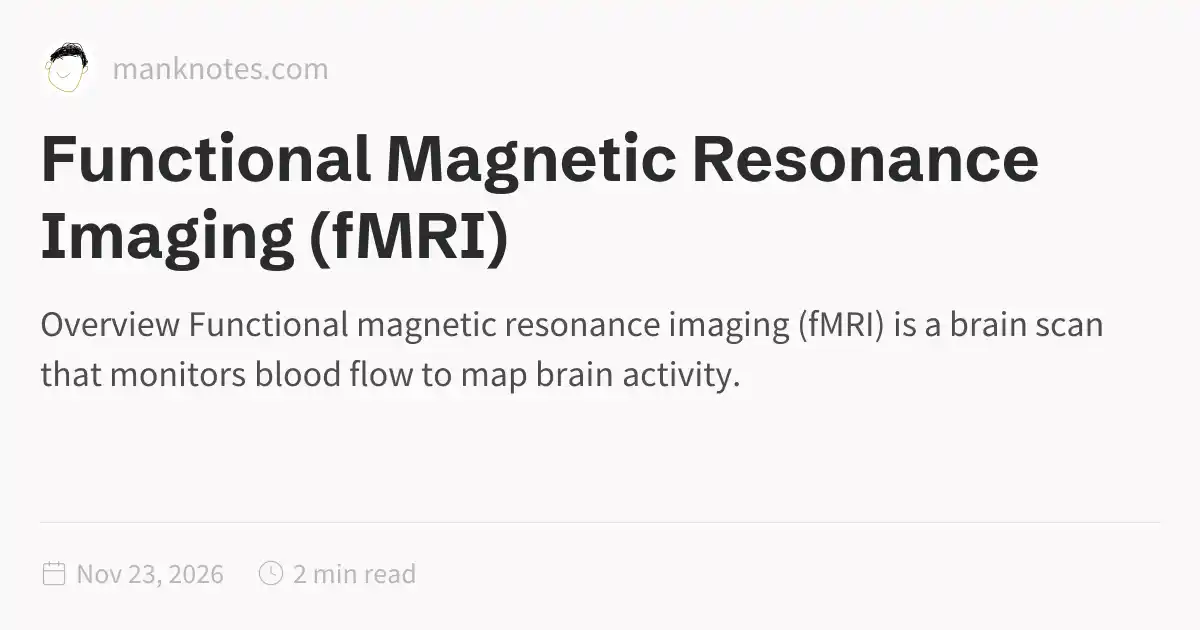 manknotes.com
Functional Magnetic Resonance
Imaging (fMRI)
Overview Functional magnetic resonance imaging (fMRI) is a brain scan
that monitors blood flow to map brain activity.
Nov 23, 2026 2 min read